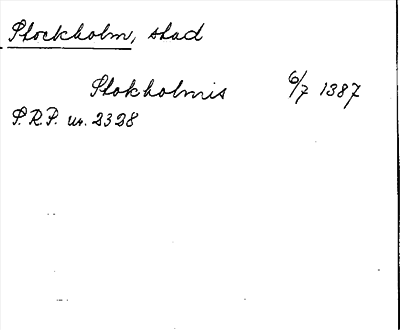 Stockholm, stad
Stokholmis 6/7 1387
S.R.P. nr. 2328